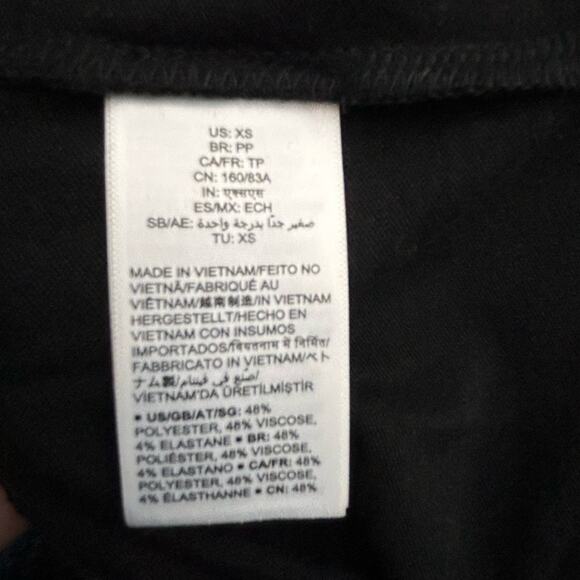 US: XS
BR: PP
CA/FR: TP
CN: 160/83A
IN: एक्सएस
ES/MX: ECH
SB/AE: صغير جدًا بدرجة واحدة
TU: XS
MADE IN VIETNAM/FEITO NO
VIETNÃ/FABRIQUÉ AU
VIÊTNAM/越南制造/IN VIETNAM
HERGESTELLT/HECHO EN
VIETNAM CON INSUMOS
IMPORTADOS/वियतनाम में निर्मित/
FABBRICATO IN VIETNAM/ベト
ナム製/صُنع في فيتنام/
VIETNAM'DA ÜRETİLMİŞTİR
▪ US/GB/AT/SG: 48%
POLYESTER, 48% VISCOSE,
4% ELASTANE ▪ BR: 48%
POLIÉSTER, 48% VISCOSE,
4% ELASTANO ▪ CA/FR: 48%
POLYESTER, 48% VISCOSE,
4% ÉLASTHANNE ▪ CN: 48%